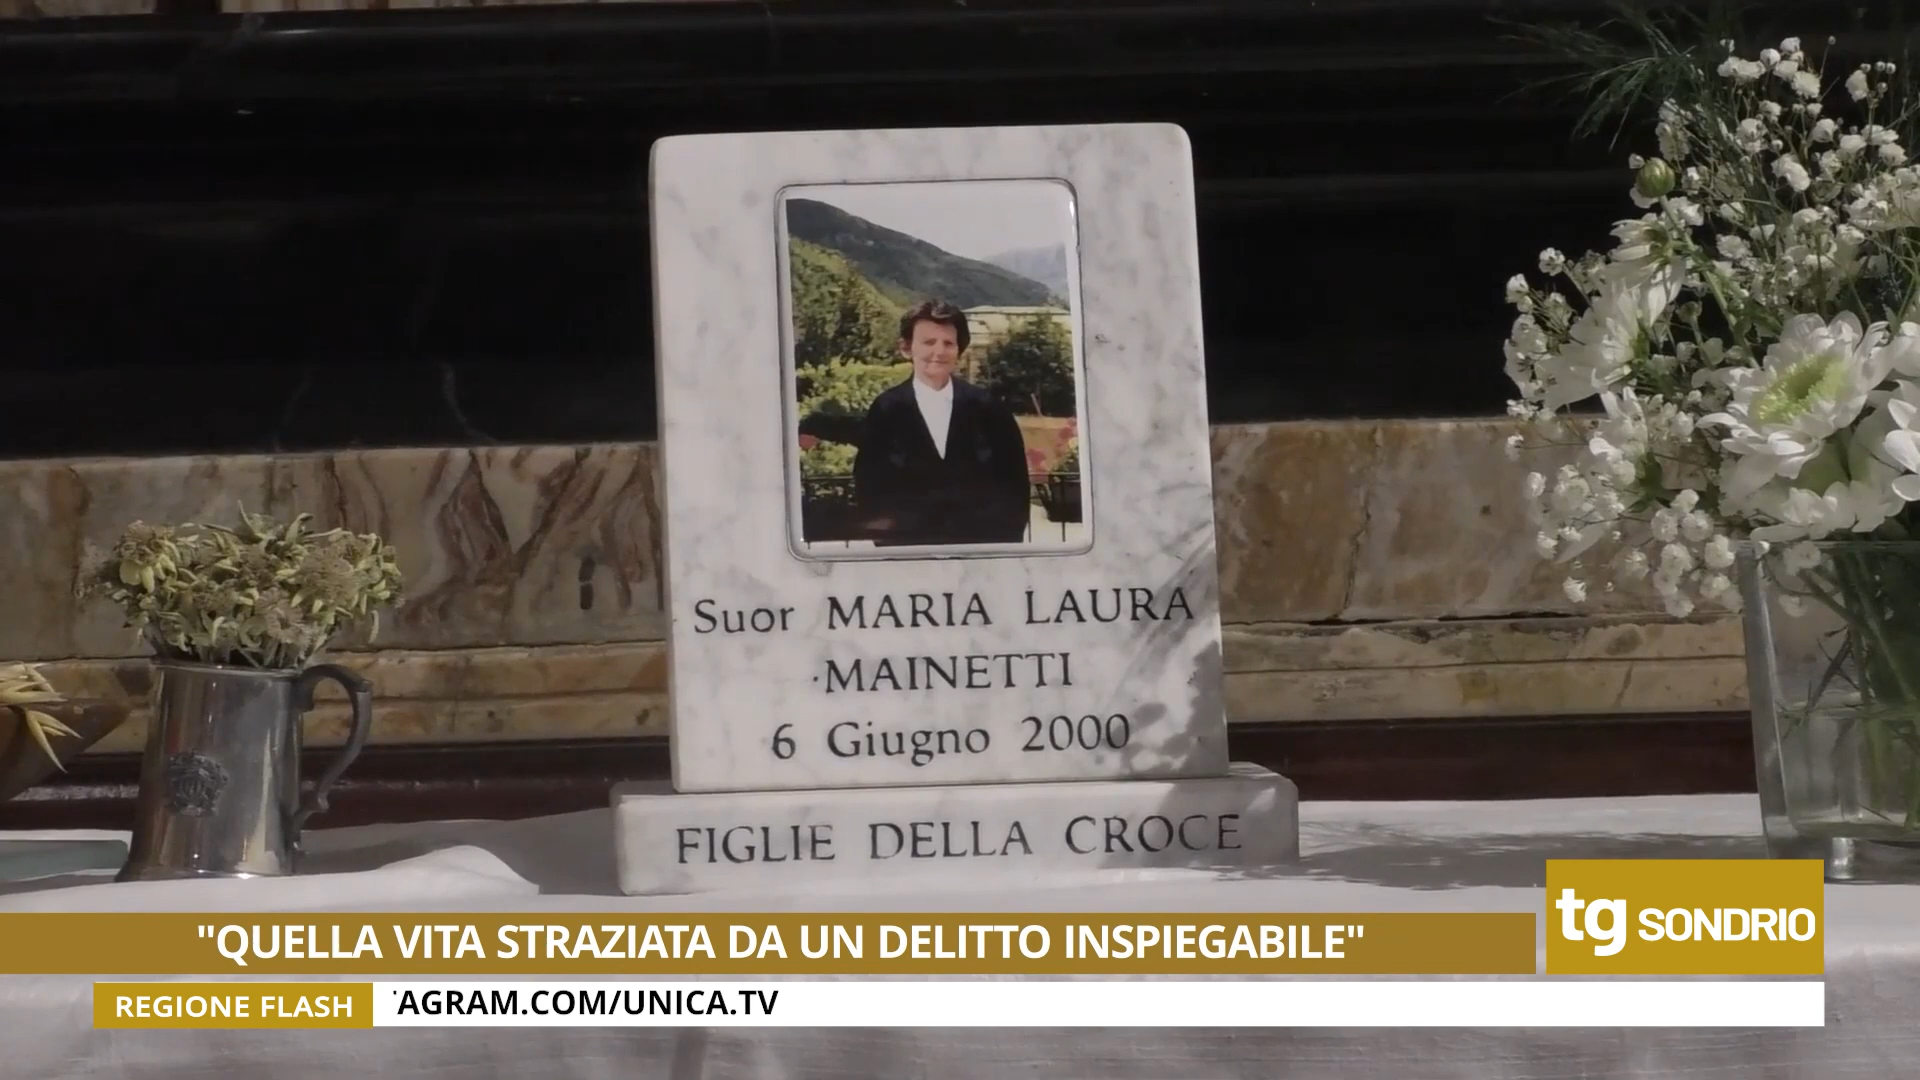 Suor MARIA LAURA
MAINETTI
6 Giugno 2000
FIGLIE DELLA CROCE
"QUELLA VITA STRAZIATA DA UN DELITTO INSPIEGABILE"
tg SONDRIO
REGIONE FLASH
AGRAM.COM/UNICA.TV